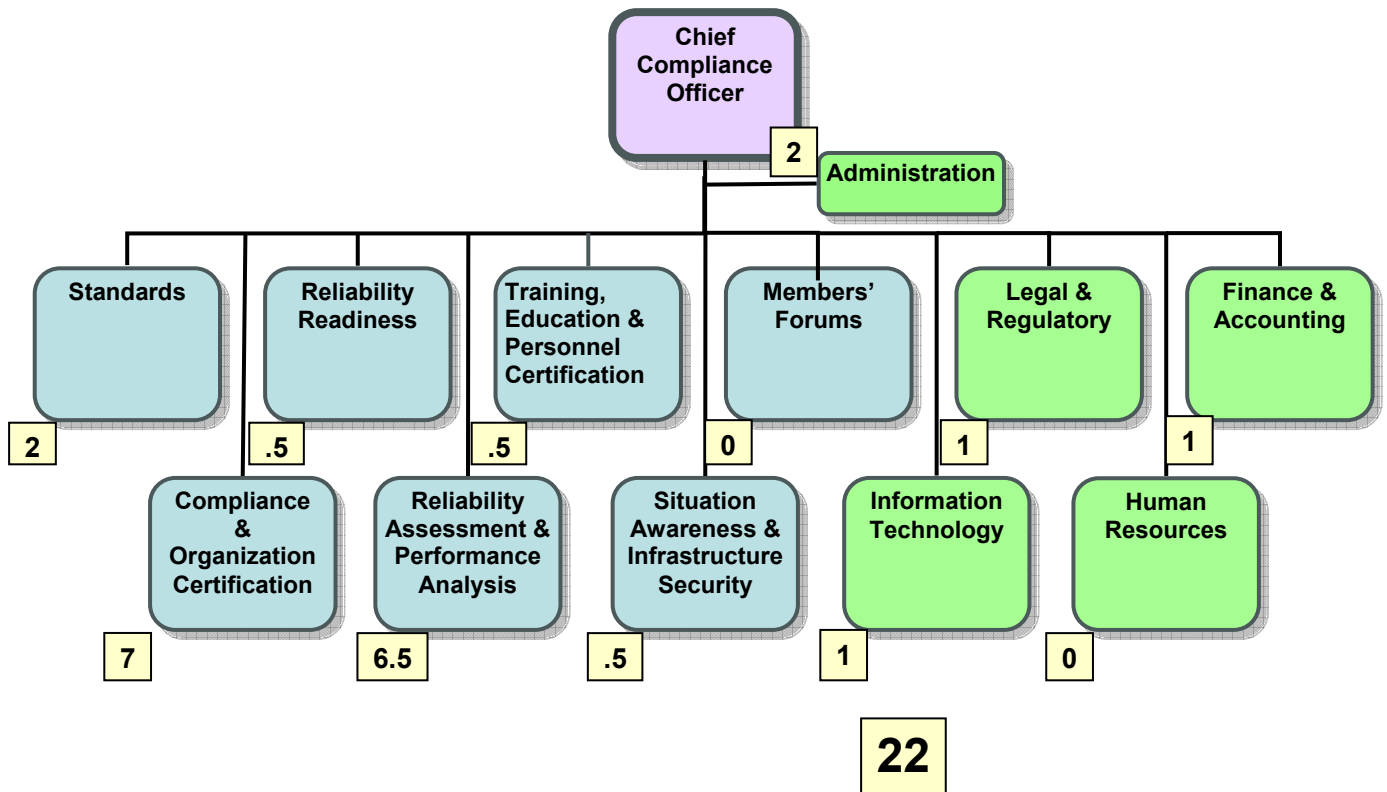 Chief
Compliance
Officer
2
Administration
Standards
2
Reliability
Readiness
.5
Training,
Education &
Personnel
Certification
.5
Members’
Forums
0
Legal &
Regulatory
1
Finance &
Accounting
1
Compliance
&
Organization
Certification
7
Reliability
Assessment &
Performance
Analysis
6.5
Situation
Awareness &
Infrastructure
Security
.5
Information
Technology
1
Human
Resources
0
22